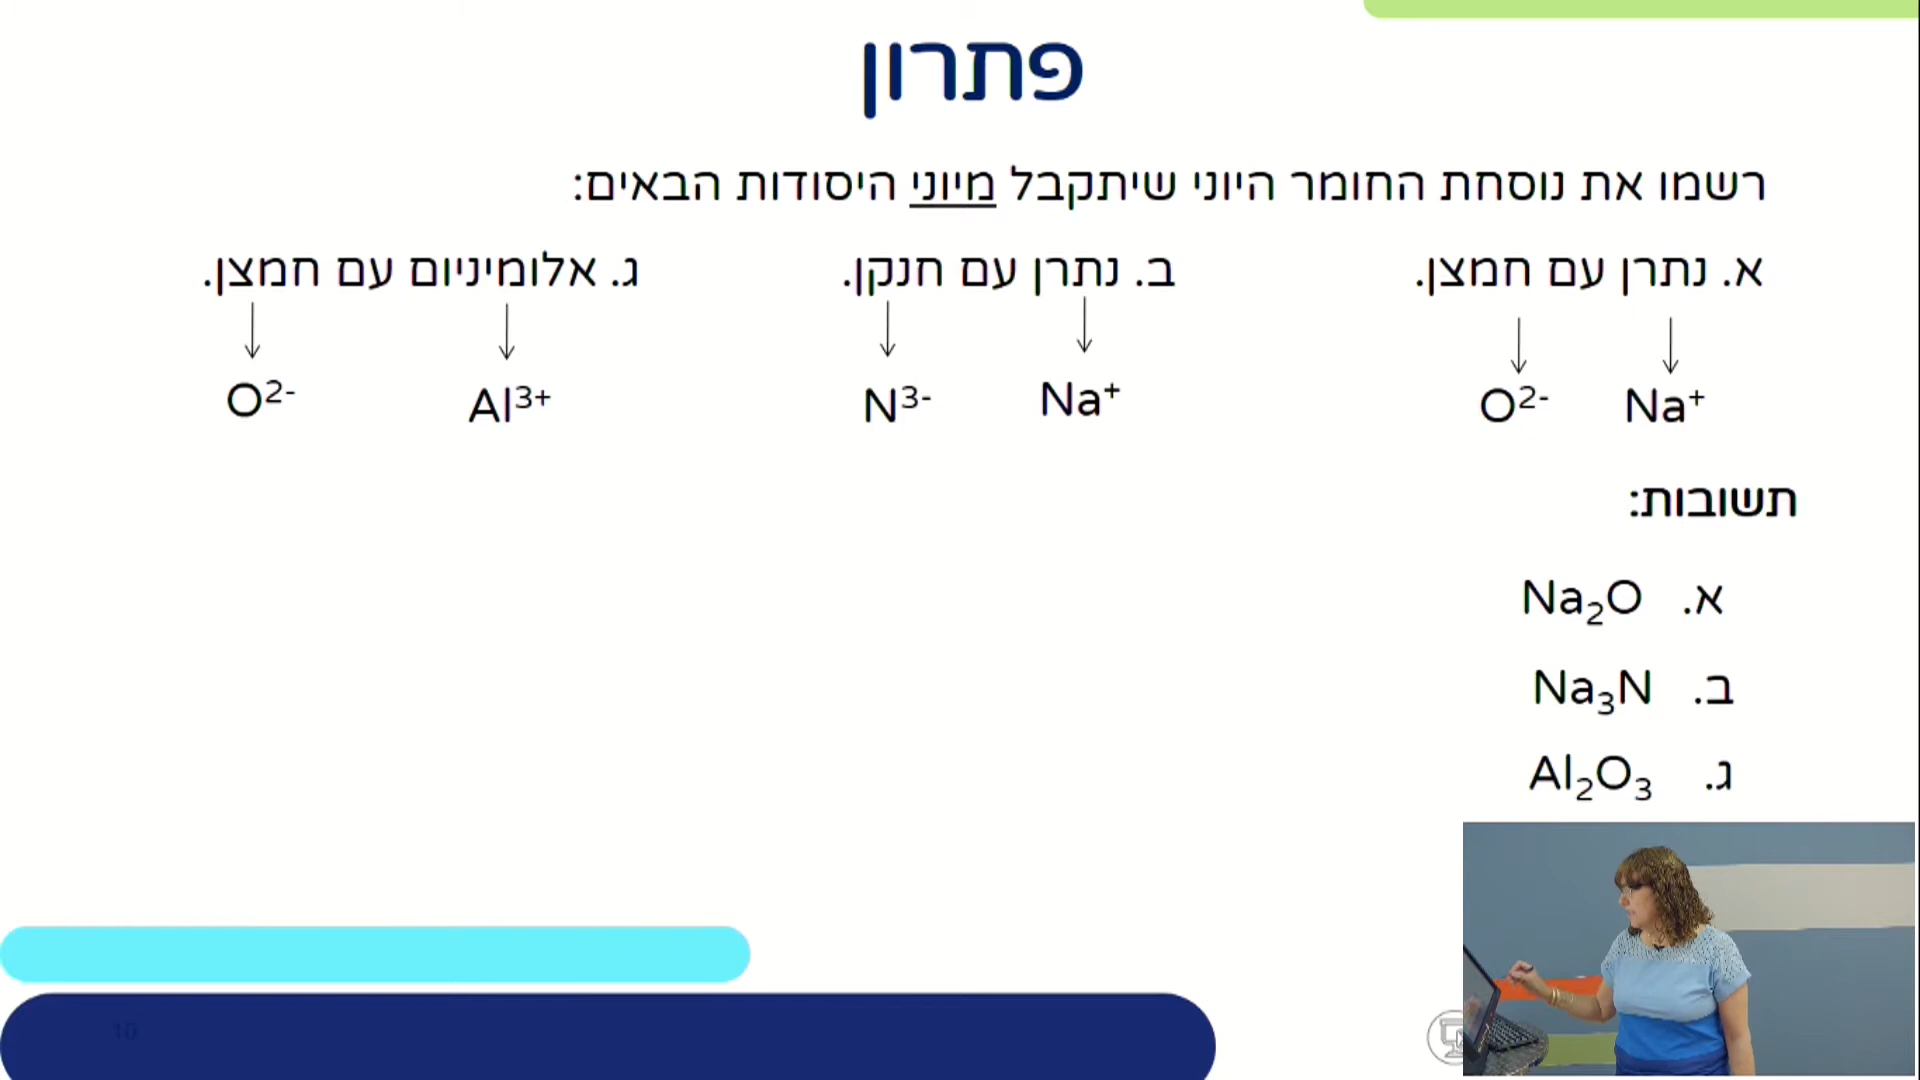 פתרון
רשמו את נוסחת החומר היוני שיתקבל מיוני היסודות הבאים:
א. נתרן עם חמצן. ב. נתרן עם חנקן. ג. אלומיניום עם חמצן.
Na⁺ O²⁻ Na⁺ N³⁻ Al³⁺ O²⁻
תשובות:
א. Na₂O
ב. Na₃N
ג. Al₂O₃
10